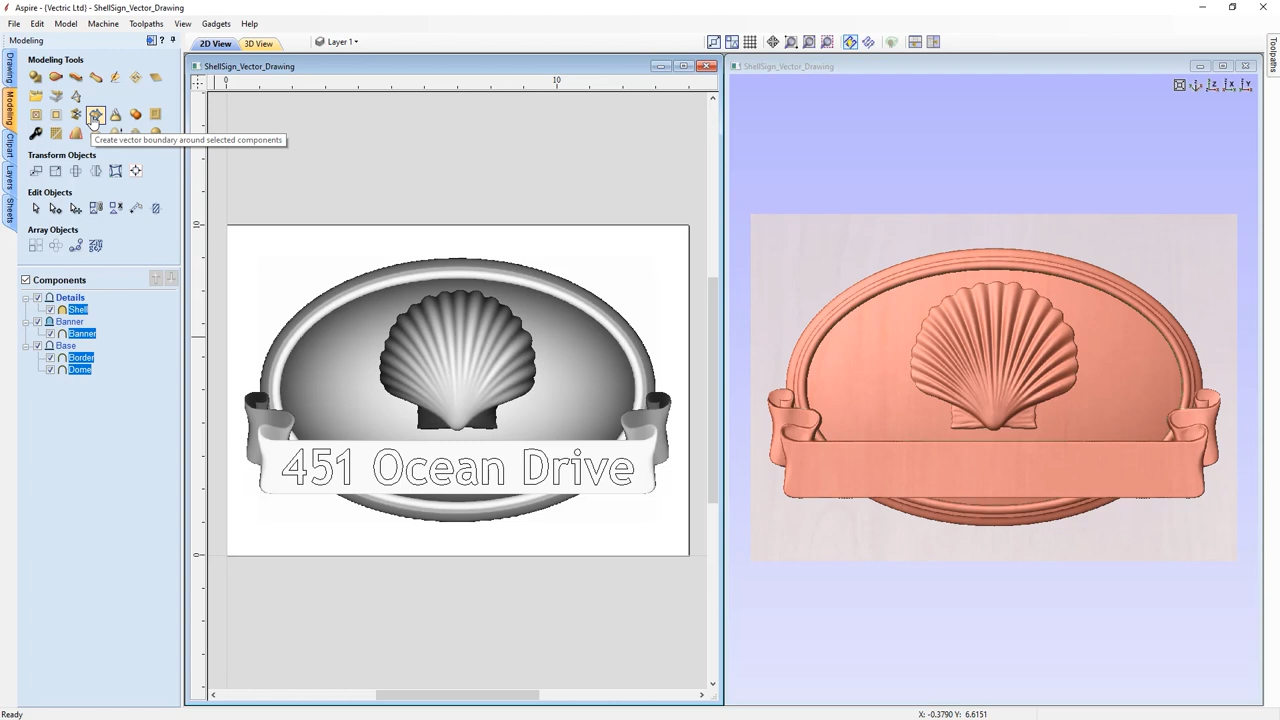 Aspire - {Vectric Ltd} - ShellSign_Vector_Drawing
File Edit Model Machine Toolpaths View Gadgets Help
Modeling
2D View 3D View Layer 1
Drawing
Modeling
Clipart
Layers
Sheets
Modeling Tools
Create vector boundary around selected components
Transform Objects
Edit Objects
Array Objects
Components
Details
Shell
Banner
Banner
Base
Border
Dome
ShellSign_Vector_Drawing
0 10
10
0
451 Ocean Drive
ShellSign_Vector_Drawing
Toolpaths
Ready
X: -0.3790 Y: 6.6151